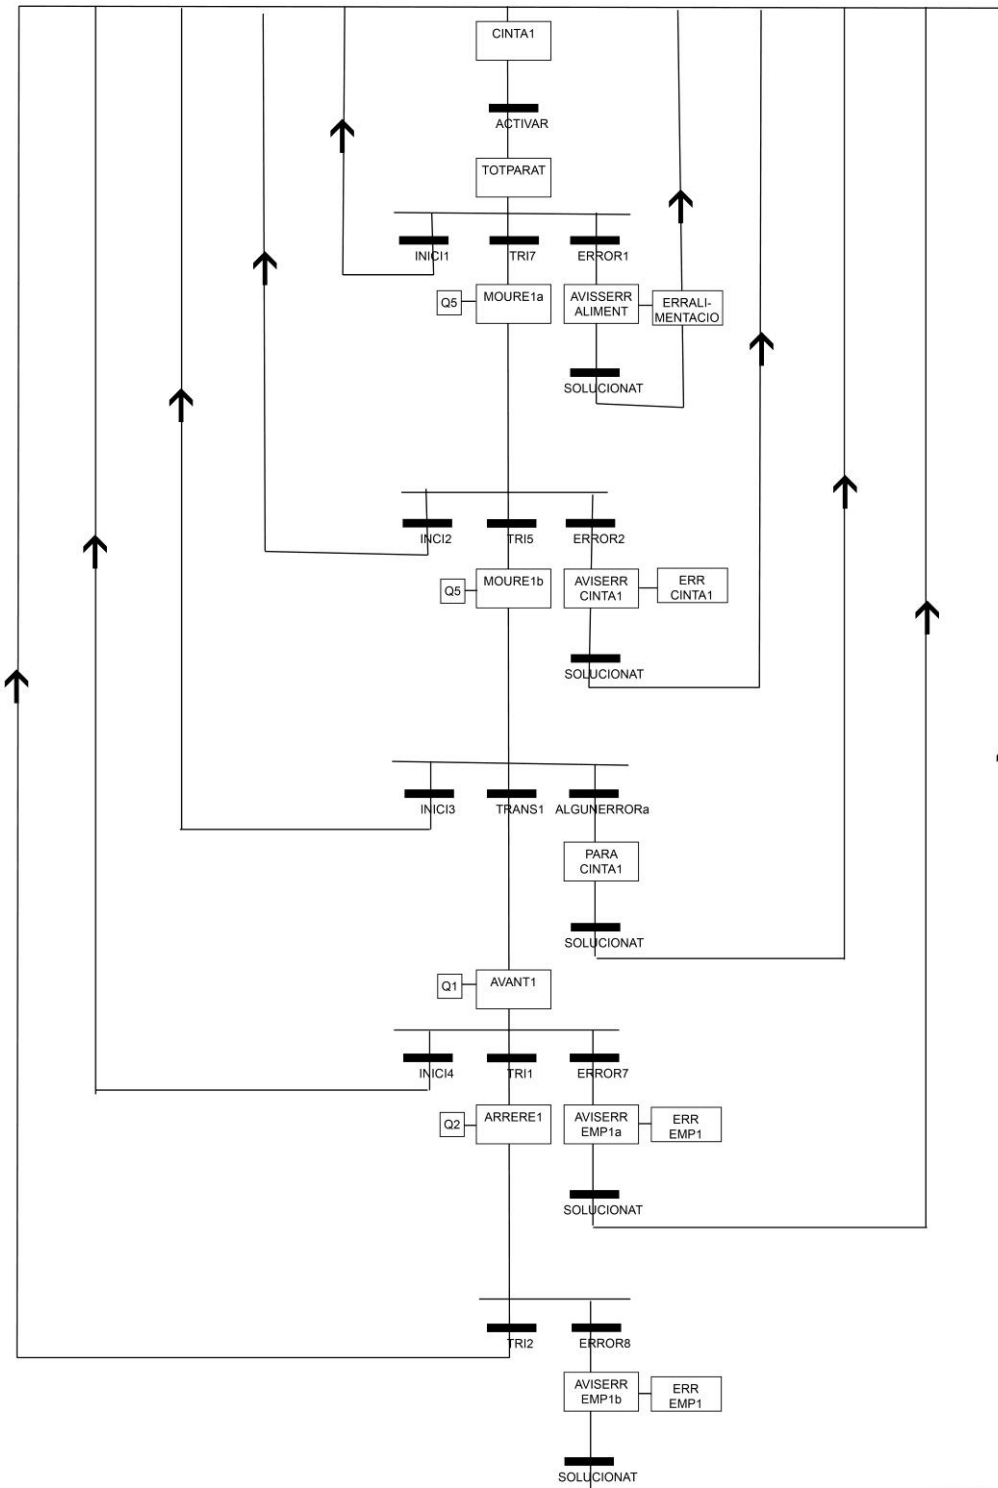 CINTA1
ACTIVAR
TOTPARAT
INICI1
TRI7
ERROR1
Q5
MOURE1a
AVISSERR
ALIMENT
ERRALI-
MENTACIO
SOLUCIONAT
INCI2
TRI5
ERROR2
Q5
MOURE1b
AVISERR
CINTA1
ERR
CINTA1
SOLUCIONAT
INICI3
TRANS1
ALGUNERRORa
PARA
CINTA1
SOLUCIONAT
Q1
AVANT1
INICI4
TRI1
ERROR7
Q2
ARRERE1
AVISERR
EMP1a
ERR
EMP1
SOLUCIONAT
TRI2
ERROR8
AVISERR
EMP1b
ERR
EMP1
SOLUCIONAT